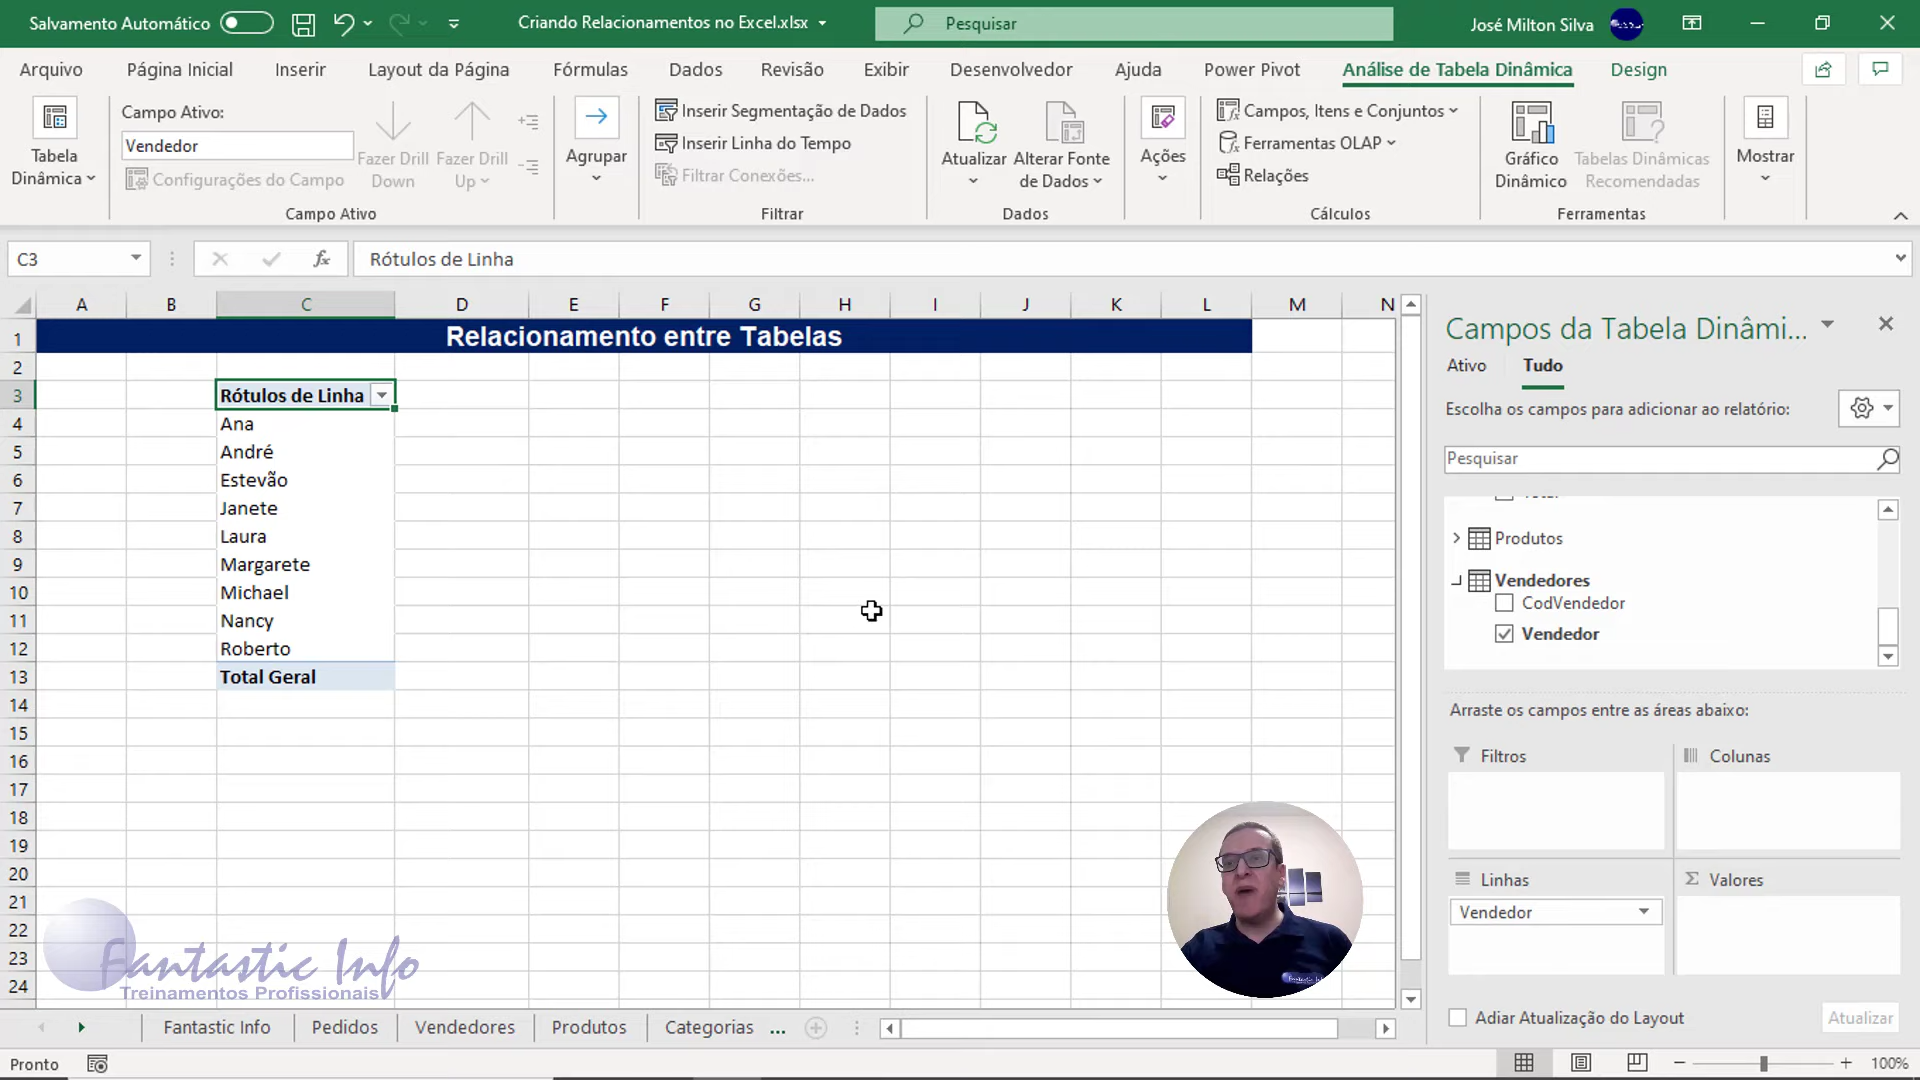 Salvamento Automático
Criando Relacionamentos no Excel.xlsx
Pesquisar
José Milton Silva
Arquivo
Página Inicial
Inserir
Layout da Página
Fórmulas
Dados
Revisão
Exibir
Desenvolvedor
Ajuda
Power Pivot
Análise de Tabela Dinâmica
Design
Tabela
Dinâmica
Campo Ativo:
Vendedor
Configurações do Campo
Fazer Drill
Down
Fazer Drill
Up
Campo Ativo
Agrupar
Inserir Segmentação de Dados
Inserir Linha do Tempo
Filtrar Conexões...
Filtrar
Atualizar
Alterar Fonte
de Dados
Dados
Ações
Campos, Itens e Conjuntos
Ferramentas OLAP
Relações
Cálculos
Gráfico
Dinâmico
Tabelas Dinâmicas
Recomendadas
Ferramentas
Mostrar
C3
fx
Rótulos de Linha
A B C D E F G H I J K L M N
1 Relacionamento entre Tabelas
2
3 Rótulos de Linha
4 Ana
5 André
6 Estevão
7 Janete
8 Laura
9 Margarete
10 Michael
11 Nancy
12 Roberto
13 Total Geral
14
15
16
17
18
19
20
21
22
23
24
Fantastic Info
Treinamentos Profissionais
Campos da Tabela Dinâmi...
Ativo
Tudo
Escolha os campos para adicionar ao relatório:
Pesquisar
Produtos
Vendedores
CodVendedor
Vendedor
Arraste os campos entre as áreas abaixo:
Filtros
Colunas
Linhas
Valores
Vendedor
Adiar Atualização do Layout
Atualizar
Fantastic Info
Pedidos
Vendedores
Produtos
Categorias
...
Pronto
100%